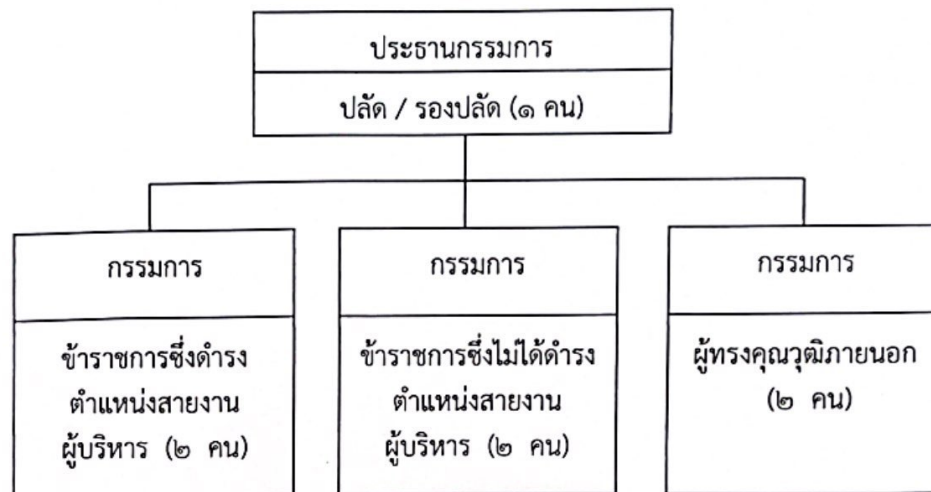 ประธานกรรมการ
ปลัด / รองปลัด (๑ คน)
กรรมการ
ข้าราชการซึ่งดำรง
ตำแหน่งสายงาน
ผู้บริหาร (๒ คน)
กรรมการ
ข้าราชการซึ่งไม่ได้ดำรง
ตำแหน่งสายงาน
ผู้บริหาร (๒ คน)
กรรมการ
ผู้ทรงคุณวุฒิภายนอก
(๒ คน)